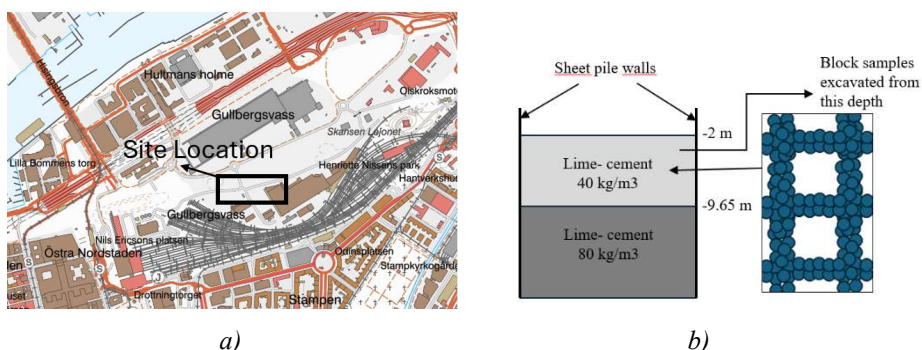 Hisingsbron
Hultmans holme
Gullbergsvass
Olskroksmot
Skansen Lejonet
Lilla Bommens torg
Site Location
Henriette Nissens park
Hantverkshus
S
Gullbergsvass
Nils Ericsons platsen
Östra Nordstaden
Odinsplatsen
Stampkyrkogård
S
S
J
Drottningtorget
Stampen
Sheet pile walls
Block samples
excavated from
this depth
-2 m
Lime- cement
40 kg/m3
-9.65 m
Lime- cement
80 kg/m3
a)
b)